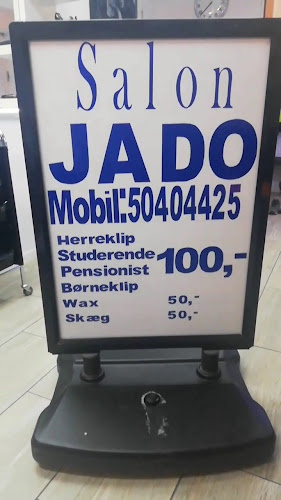 Salon
JADO
Mobil:50404425
Herreklip
Studerende
Pensionist 100,-
Børneklip
Wax 50,-
Skæg 50,-